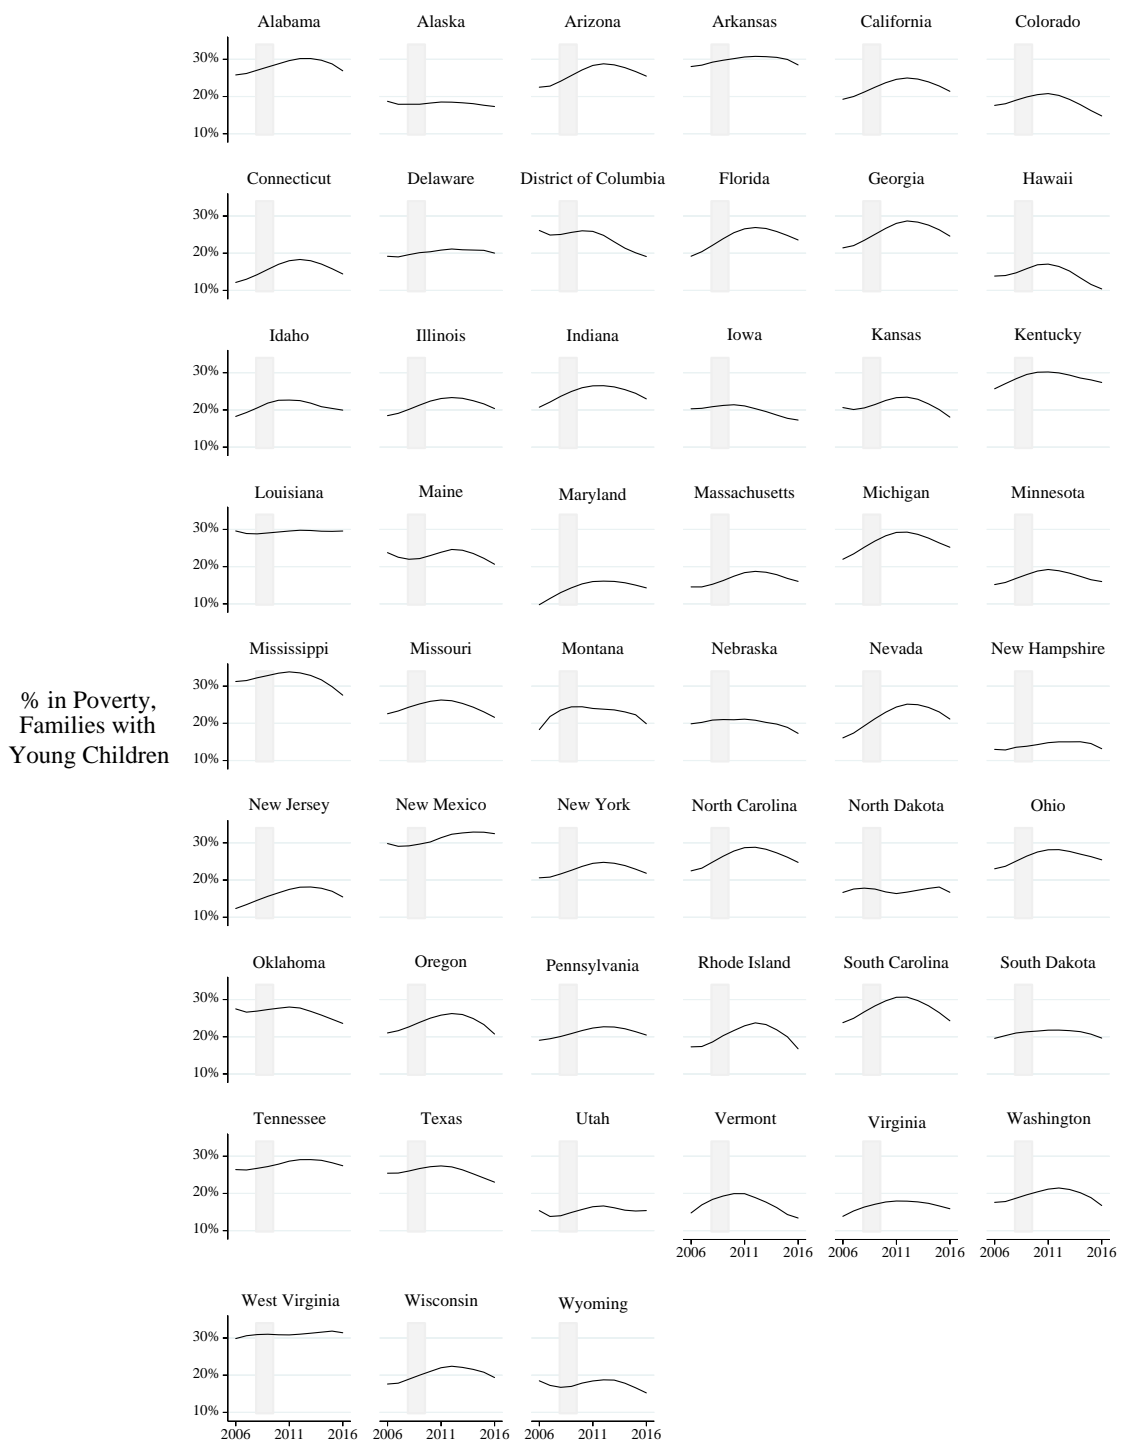 Alabama Alaska Arizona Arkansas California Colorado
30%
20%
10%
Connecticut Delaware District of Columbia Florida Georgia Hawaii
30%
20%
10%
Idaho Illinois Indiana Iowa Kansas Kentucky
30%
20%
10%
Louisiana Maine Maryland Massachusetts Michigan Minnesota
30%
20%
10%
Mississippi Missouri Montana Nebraska Nevada New Hampshire
30%
20%
10%
% in Poverty,
Families with
Young Children
New Jersey New Mexico New York North Carolina North Dakota Ohio
30%
20%
10%
Oklahoma Oregon Pennsylvania Rhode Island South Carolina South Dakota
30%
20%
10%
Tennessee Texas Utah Vermont Virginia Washington
30%
20%
10%
2006 2011 2016 2006 2011 2016 2006 2011 2016
West Virginia Wisconsin Wyoming
30%
20%
10%
2006 2011 2016 2006 2011 2016 2006 2011 2016